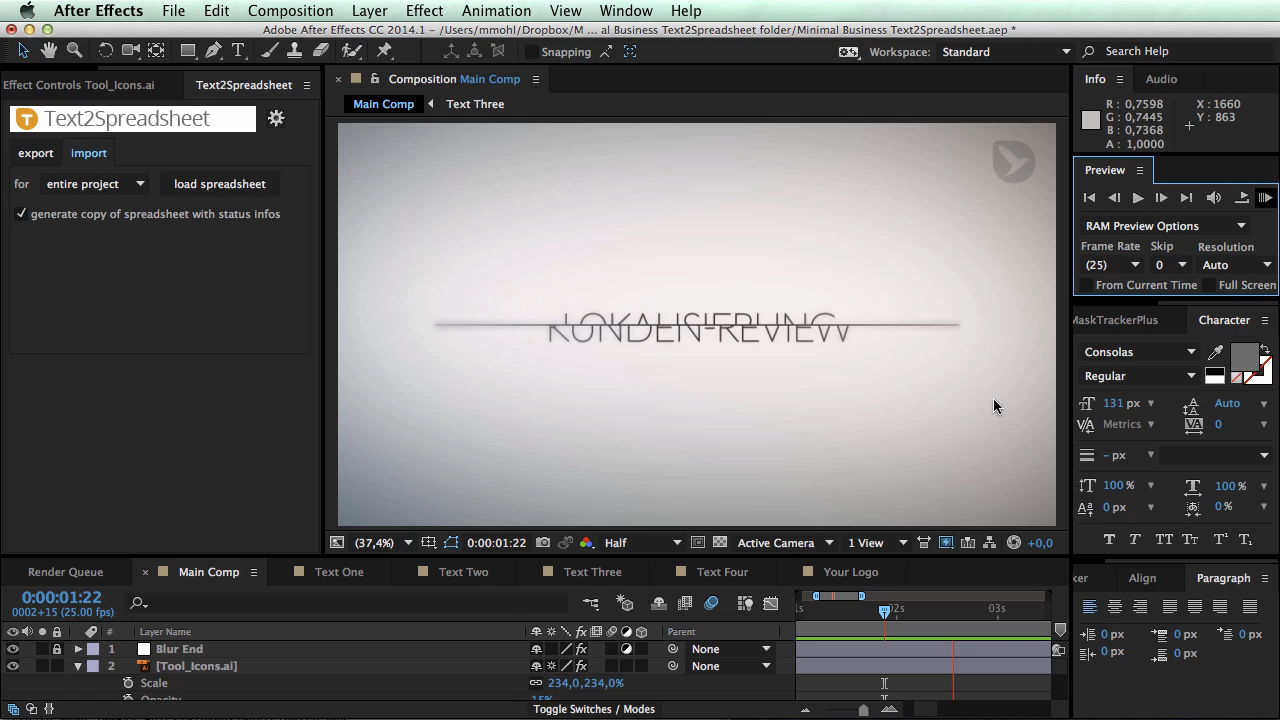 After Effects File Edit Composition Layer Effect Animation View Window Help
Adobe After Effects CC 2014.1 - /Users/mmohl/Dropbox/M ... al Business Text2Spreadsheet folder/Minimal Business Text2Spreadsheet.aep *
Snapping Workspace: Standard Search Help
Effect Controls Tool_Icons.ai Text2Spreadsheet
Composition Main Comp
Info Audio
Main Comp Text Three
R : 0,7598 X : 1660
G : 0,7445 Y : 863
B : 0,7368
A : 1,0000
T Text2Spreadsheet
export import
for entire project load spreadsheet
generate copy of spreadsheet with status infos
Preview
RAM Preview Options
Frame Rate Skip Resolution
(25) 0 Auto
From Current Time Full Screen
LOKALISIERUNG
KUNDEN-REVIEW
MaskTrackerPlus Character
Consolas
Regular
131 px Auto
Metrics 0
- px
100 % 100 %
0 px 0 %
T T TT Tt T¹ T₁
(37,4%) 0:00:01:22 Half Active Camera 1 View +0,0
Render Queue Main Comp Text One Text Two Text Three Text Four Your Logo
ker Align Paragraph
0:00:01:22
0002+15 (25.00 fps)
02s 03s
# Layer Name Parent
1 Blur End None
2 [Tool_Icons.ai] None
Scale 234,0,234,0%
0 px 0 px 0 px
0 px 0 px
Toggle Switches / Modes